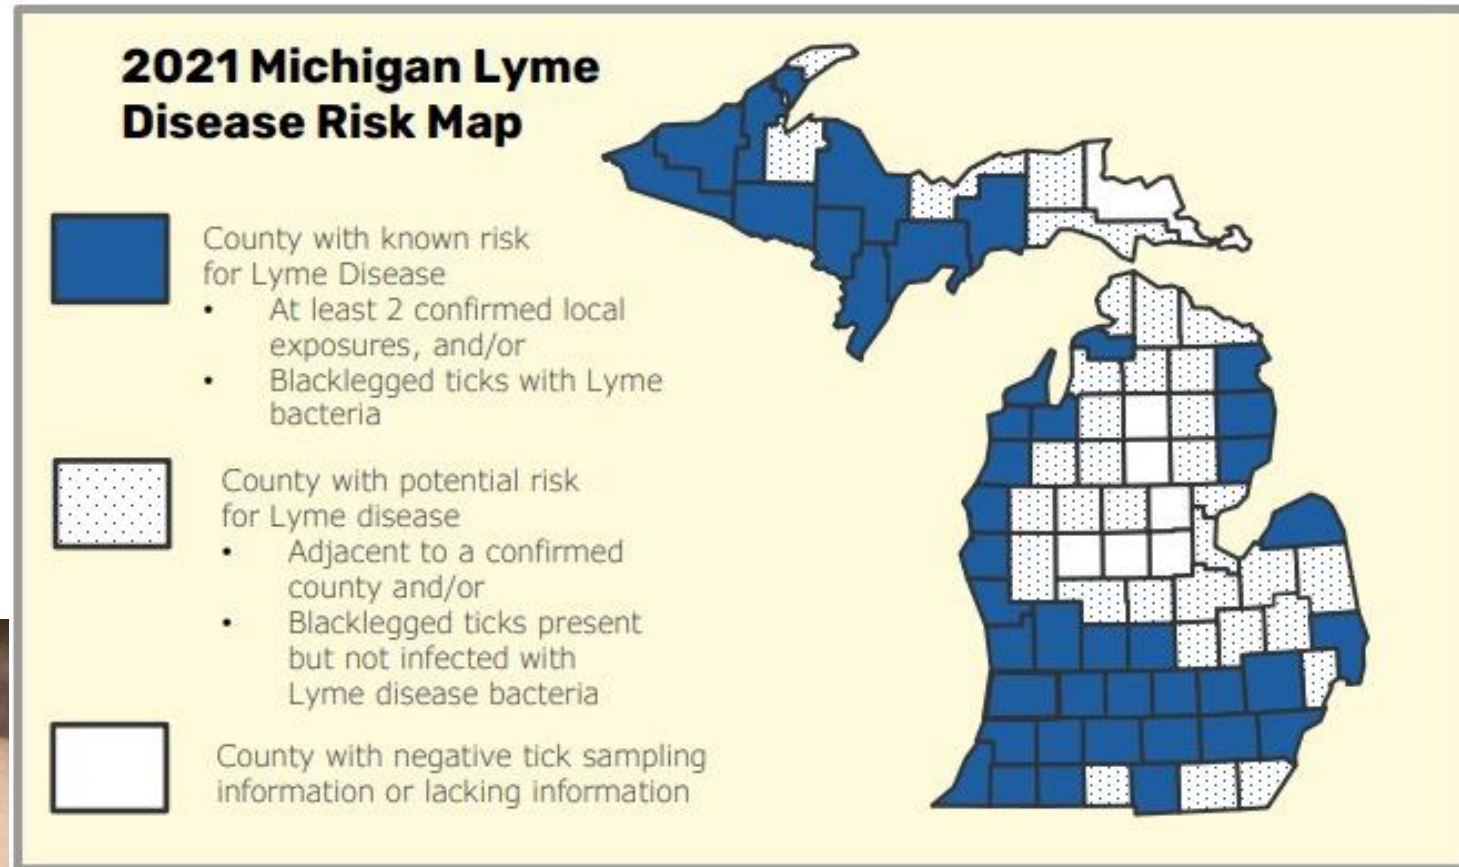 2021 Michigan Lyme
Disease Risk Map
County with known risk
for Lyme Disease
• At least 2 confirmed local
exposures, and/or
• Blacklegged ticks with Lyme
bacteria
County with potential risk
for Lyme disease
• Adjacent to a confirmed
county and/or
• Blacklegged ticks present
but not infected with
Lyme disease bacteria
County with negative tick sampling
information or lacking information